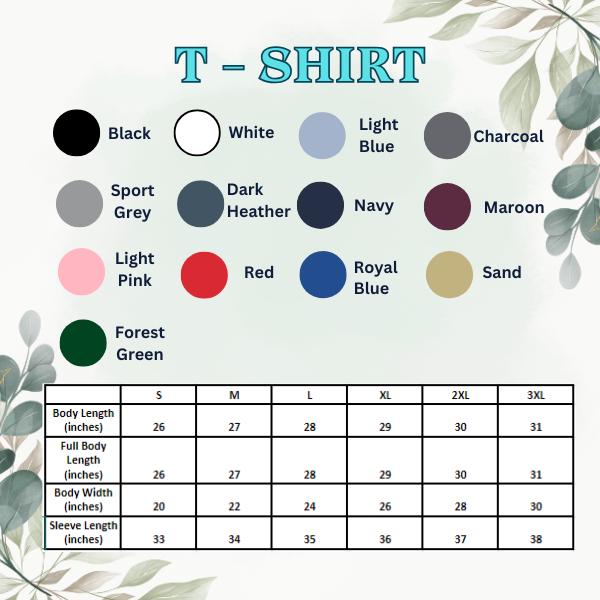 T - SHIRT
Black
White
Light
Blue
Charcoal
Sport
Grey
Dark
Heather
Navy
Maroon
Light
Pink
Red
Royal
Blue
Sand
Forest
Green
S M L XL 2XL 3XL
Body Length
(inches) 26 27 28 29 30 31
Full Body
Length
(inches) 26 27 28 29 30 31
Body Width
(inches) 20 22 24 26 28 30
Sleeve Length
(inches) 33 34 35 36 37 38